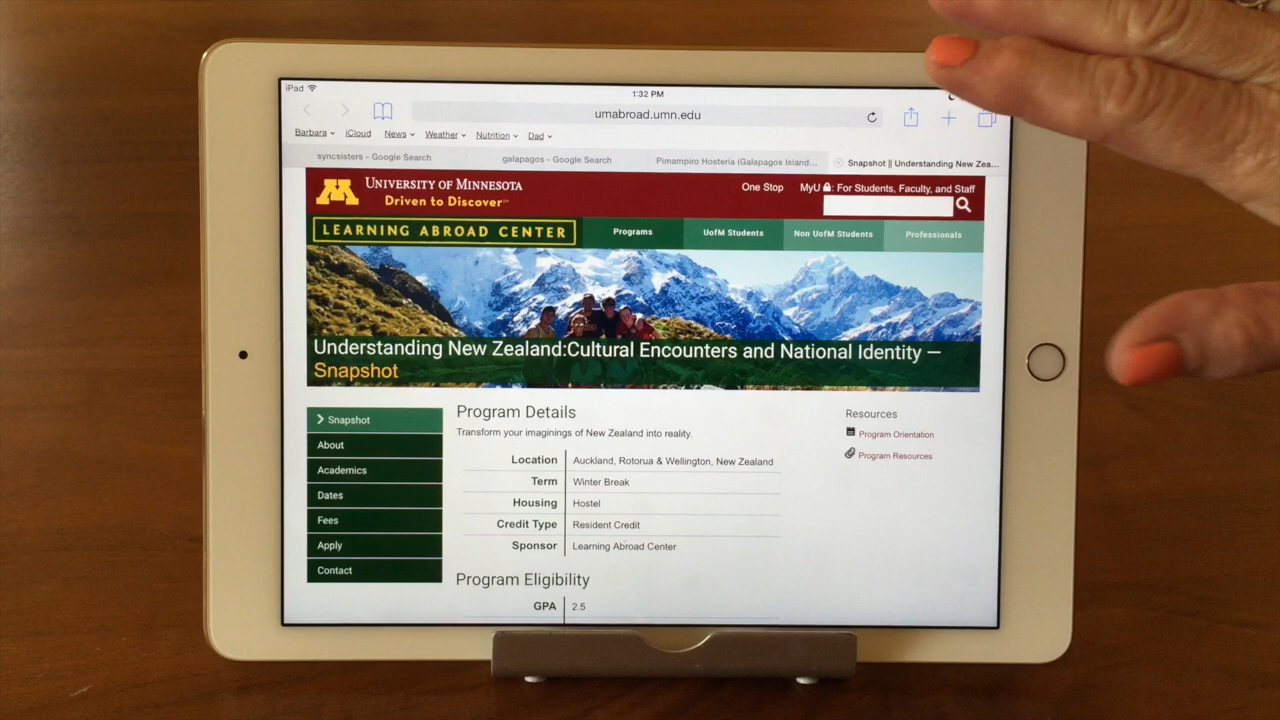 iPad
1:32 PM
umabroad.umn.edu
Barbara iCloud News Weather Nutrition Dad
syncsisters - Google Search galapagos - Google Search Pimampiro Hosteria (Galapagos Island... Snapshot || Understanding New Zea...
M UNIVERSITY OF MINNESOTA
Driven to Discover℠
One Stop MyU : For Students, Faculty, and Staff
LEARNING ABROAD CENTER Programs UofM Students Non UofM Students Professionals
Understanding New Zealand:Cultural Encounters and National Identity —
Snapshot
Snapshot
About
Academics
Dates
Fees
Apply
Contact
Program Details
Transform your imaginings of New Zealand into reality.
Location Auckland, Rotorua & Wellington, New Zealand
Term Winter Break
Housing Hostel
Credit Type Resident Credit
Sponsor Learning Abroad Center
Program Eligibility
GPA 2.5
Resources
Program Orientation
Program Resources